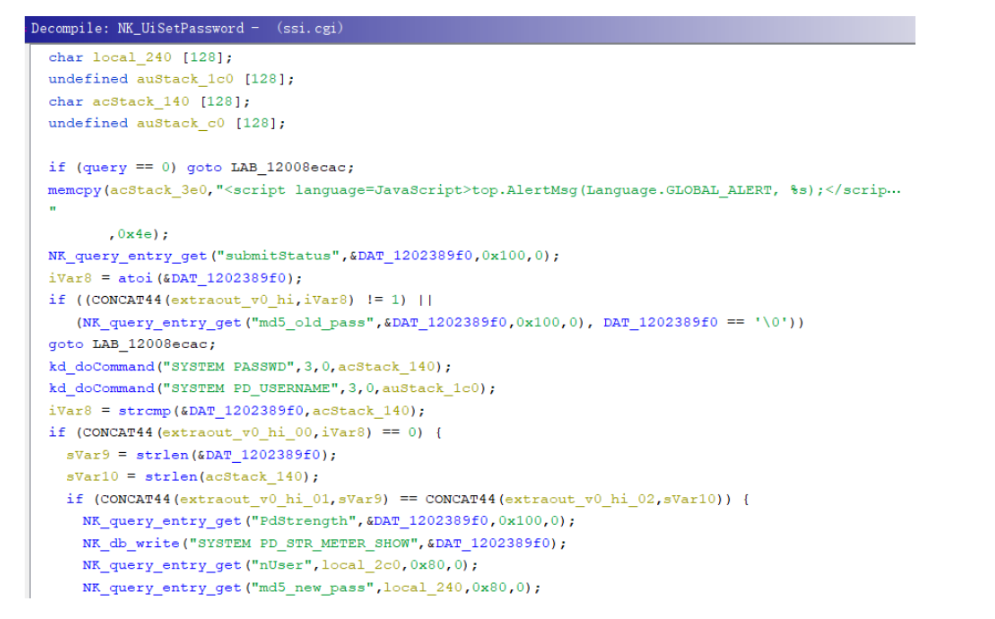 Decompile: NK_UiSetPassword - (ssi.cgi)
char local_240 [128];
undefined auStack_1c0 [128];
char acStack_140 [128];
undefined auStack_c0 [128];
if (query == 0) goto LAB_12008ecac;
memcpy(acStack_3e0,"<script language=JavaScript>top.AlertMsg(Language.GLOBAL_ALERT, %s);</scrip...
"
,0x4e);
NK_query_entry_get("submitStatus",&DAT_1202389f0,0x100,0);
iVar8 = atoi(&DAT_1202389f0);
if ((CONCAT44(extraout_v0_hi,iVar8) != 1) ||
(NK_query_entry_get("md5_old_pass",&DAT_1202389f0,0x100,0), DAT_1202389f0 == '\0'))
goto LAB_12008ecac;
kd_doCommand("SYSTEM PASSWD",3,0,acStack_140);
kd_doCommand("SYSTEM PD_USERNAME",3,0,auStack_1c0);
iVar8 = strcmp(&DAT_1202389f0,acStack_140);
if (CONCAT44(extraout_v0_hi_00,iVar8) == 0) {
sVar9 = strlen(&DAT_1202389f0);
sVar10 = strlen(acStack_140);
if (CONCAT44(extraout_v0_hi_01,sVar9) == CONCAT44(extraout_v0_hi_02,sVar10)) {
NK_query_entry_get("PdStrength",&DAT_1202389f0,0x100,0);
NK_db_write("SYSTEM PD_STR_METER_SHOW",&DAT_1202389f0);
NK_query_entry_get("nUser",local_2c0,0x80,0);
NK_query_entry_get("md5_new_pass",local_240,0x80,0);